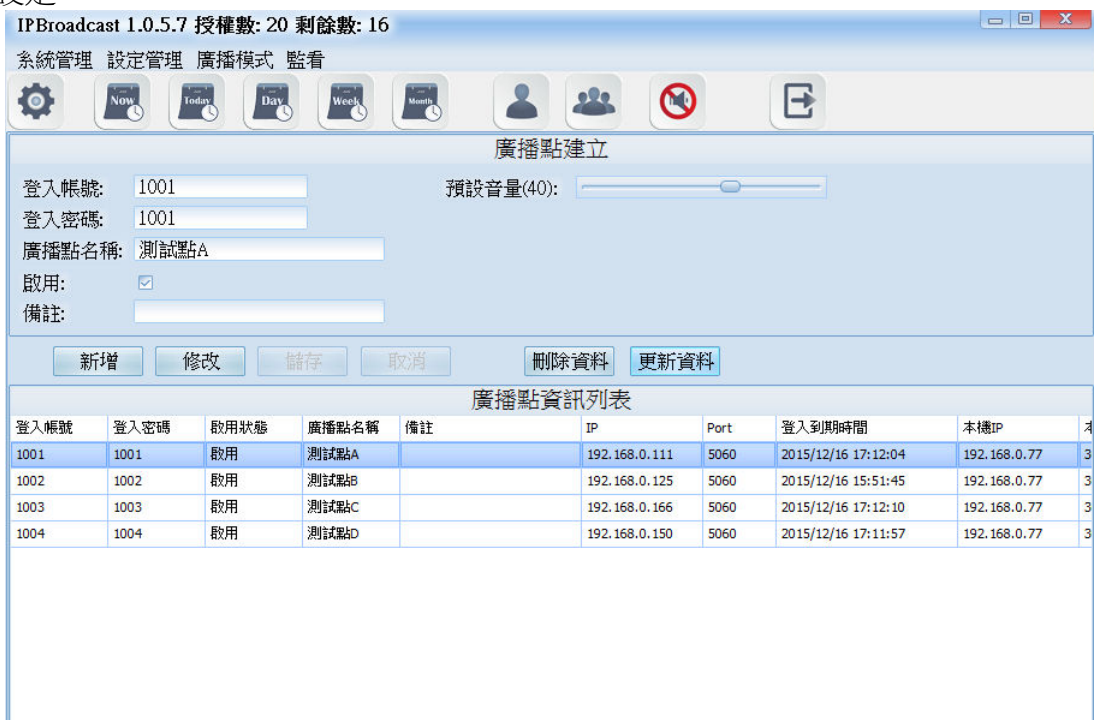 IPBroadcast 1.0.5.7 授權數: 20 剩餘數: 16
系統管理 設定管理 廣播模式 監看
Now Today Day Week Month
廣播點建立
登入帳號: 1001 預設音量(40):
登入密碼: 1001
廣播點名稱: 測試點A
啟用:
備註:
新增 修改 儲存 取消 刪除資料 更新資料
廣播點資訊列表
登入帳號 登入密碼 啟用狀態 廣播點名稱 備註 IP Port 登入到期時間 本機IP
1001 1001 啟用 測試點A 192.168.0.111 5060 2015/12/16 17:12:04 192.168.0.77 3
1002 1002 啟用 測試點B 192.168.0.125 5060 2015/12/16 15:51:45 192.168.0.77 3
1003 1003 啟用 測試點C 192.168.0.166 5060 2015/12/16 17:12:10 192.168.0.77 3
1004 1004 啟用 測試點D 192.168.0.150 5060 2015/12/16 17:11:57 192.168.0.77 3